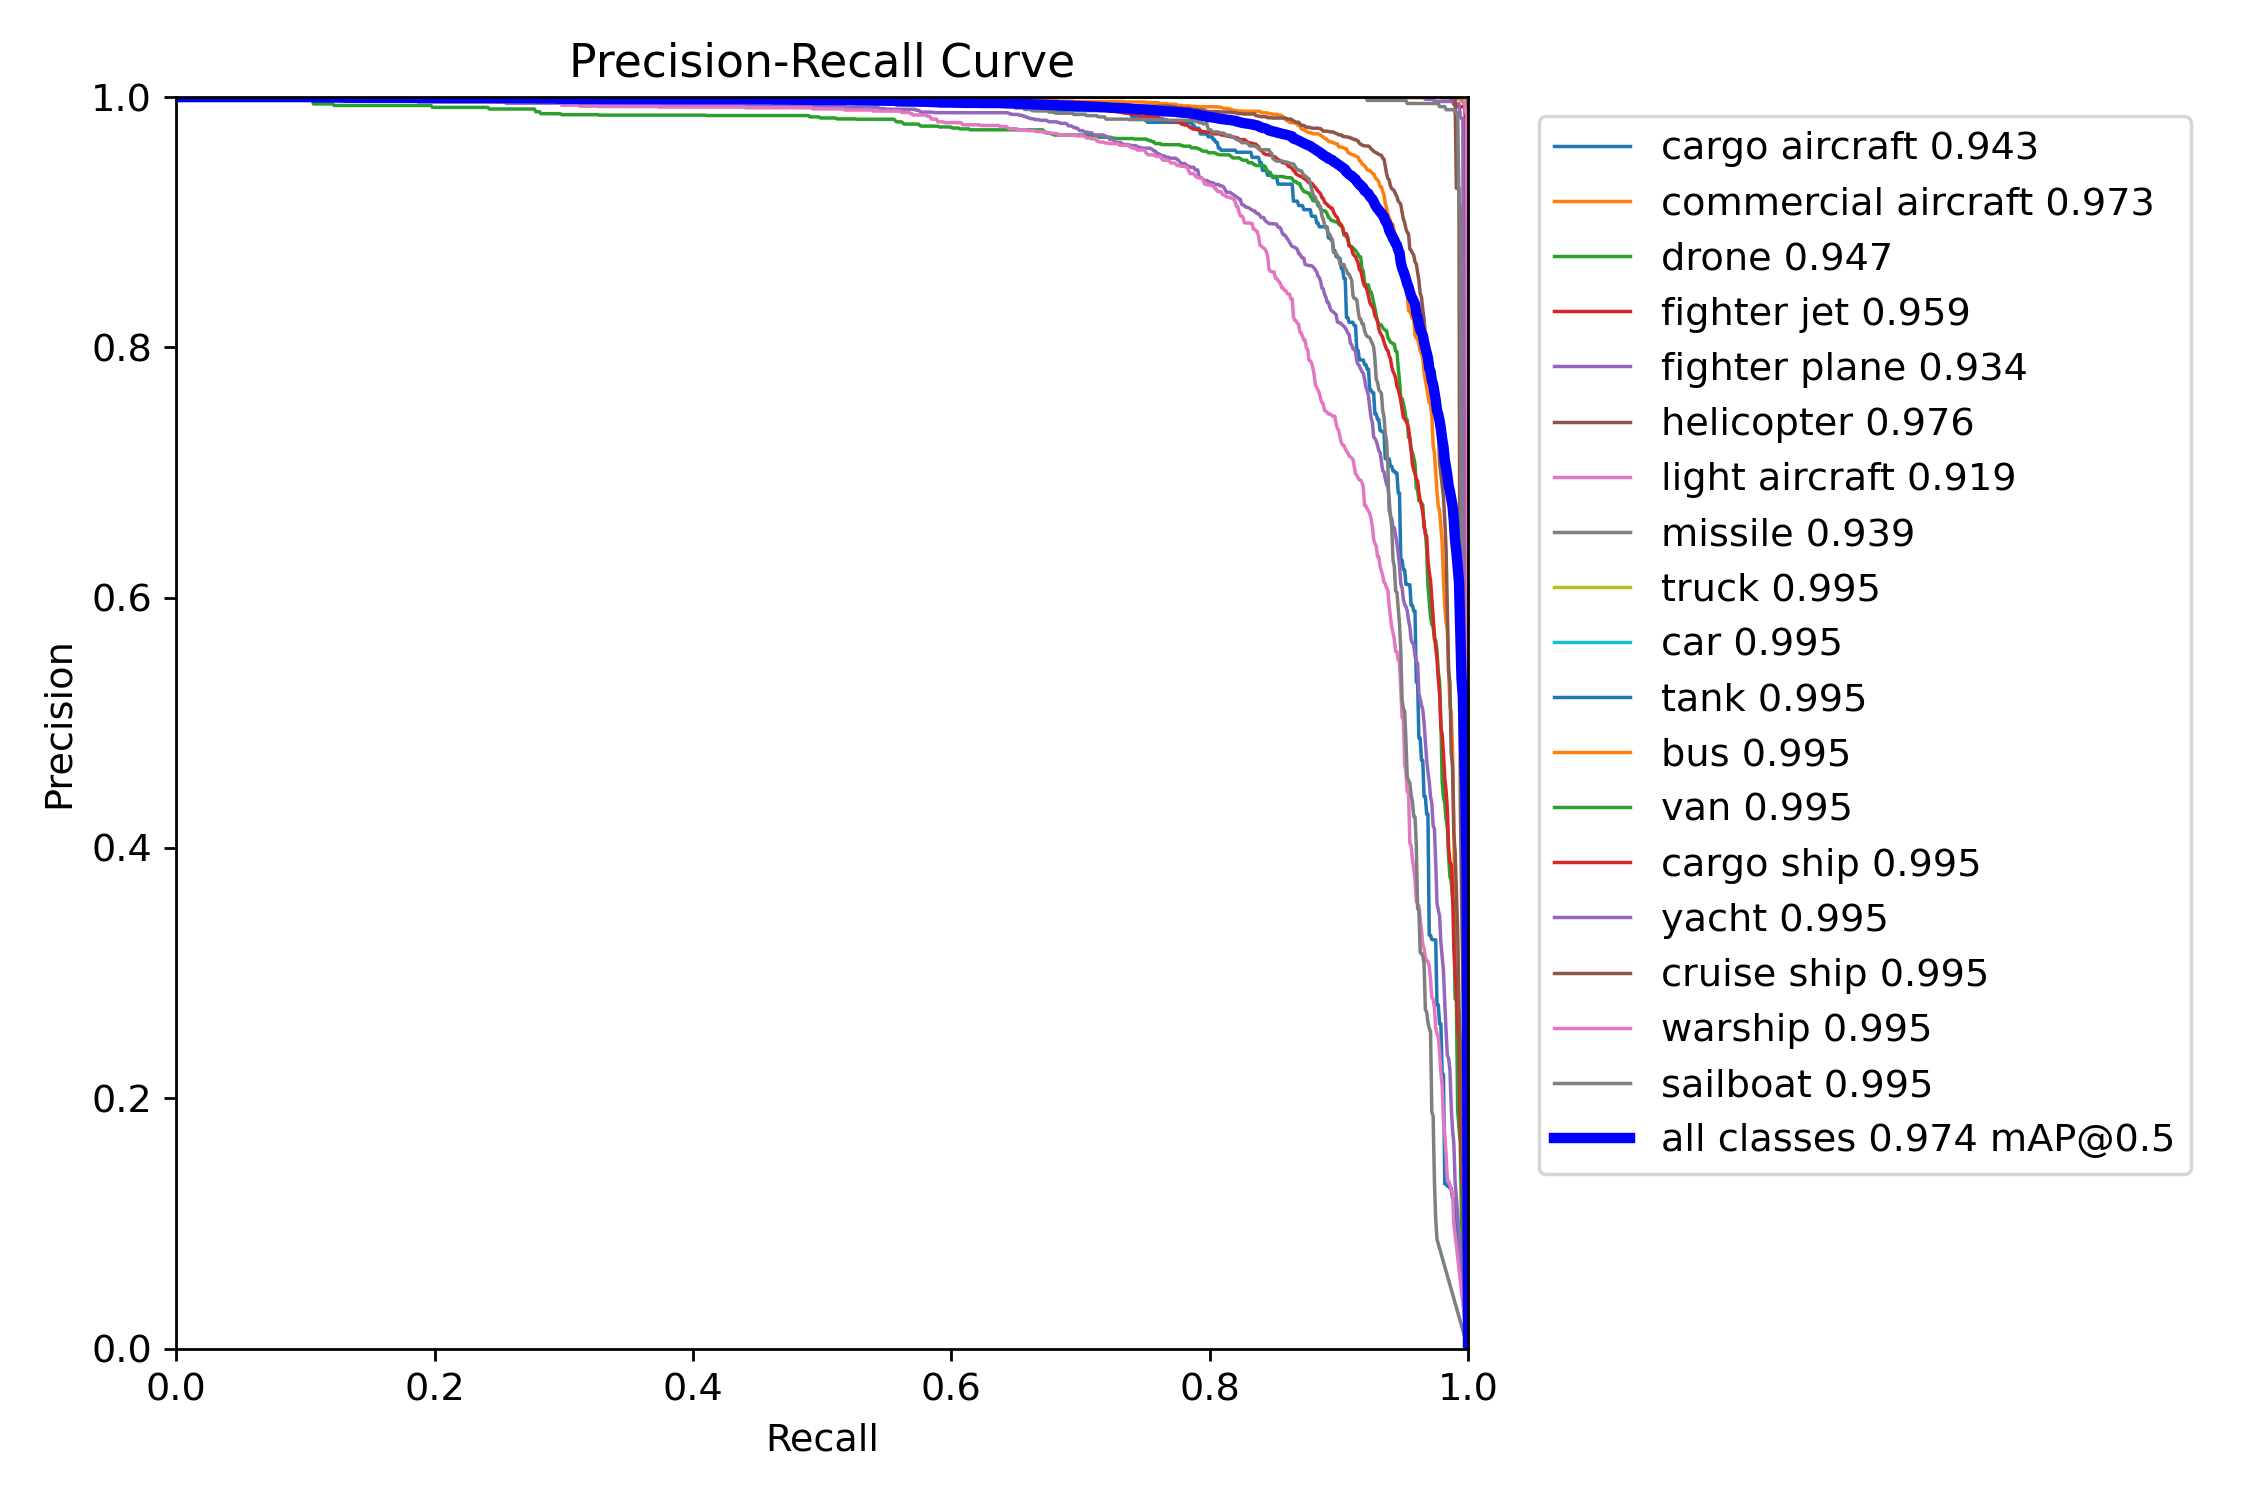 Precision-Recall Curve
1.0
0.8
0.6
0.4
0.2
0.0
Precision
0.0 0.2 0.4 0.6 0.8 1.0
Recall
cargo aircraft 0.943
commercial aircraft 0.973
drone 0.947
fighter jet 0.959
fighter plane 0.934
helicopter 0.976
light aircraft 0.919
missile 0.939
truck 0.995
car 0.995
tank 0.995
bus 0.995
van 0.995
cargo ship 0.995
yacht 0.995
cruise ship 0.995
warship 0.995
sailboat 0.995
all classes 0.974 mAP@0.5